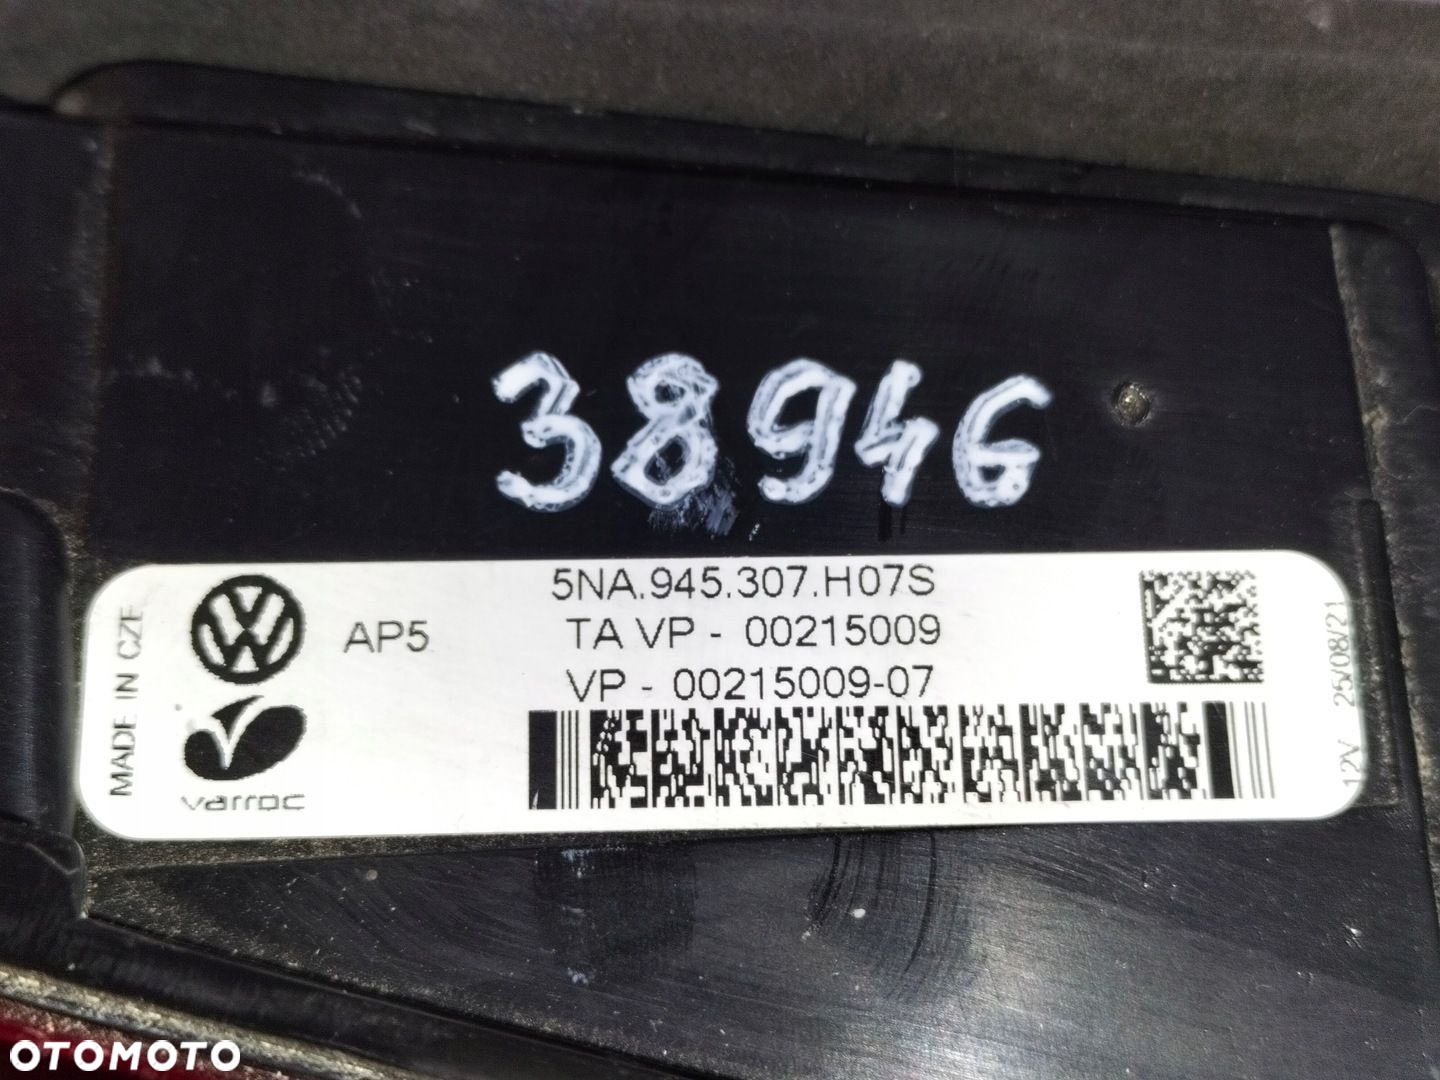 38946
5NA.945.307.H07S
AP5
TA VP - 00215009
VP - 00215009-07
MADE IN CZE
varroc
12V 25/08/21
OTOMOTO